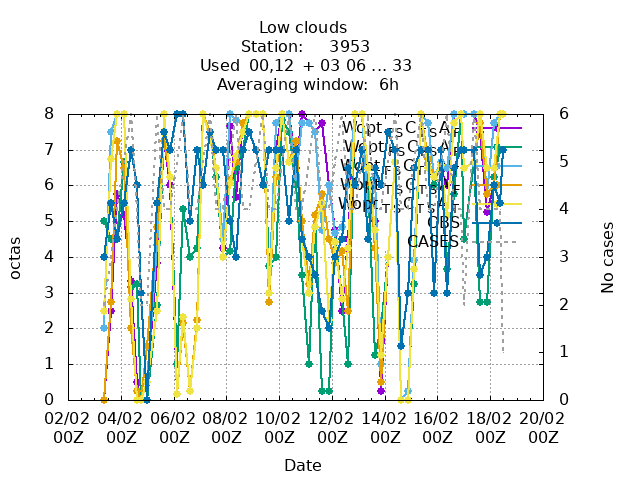 Low clouds
Station: 3953
Used 00,12 + 03 06 ... 33
Averaging window: 6h
8 7 6 5 4 3 2 1 0
octas
6 5 4 3 2 1 0
No cases
OBS
CASES
02/02 04/02 06/02 08/02 10/02 12/02 14/02 16/02 18/02 20/02
00Z 00Z 00Z 00Z 00Z 00Z 00Z 00Z 00Z 00Z
Date